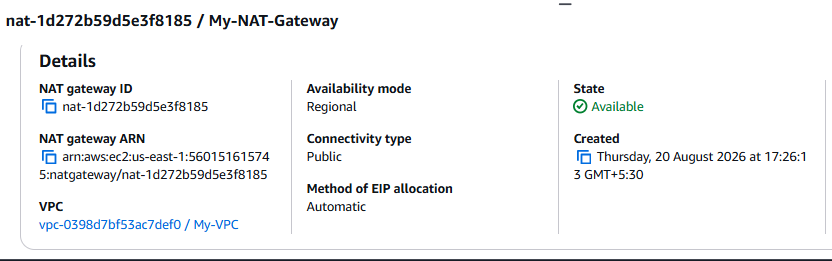 nat-1d272b59d5e3f8185 / My-NAT-Gateway
Details
NAT gateway ID
nat-1d272b59d5e3f8185
NAT gateway ARN
arn:aws:ec2:us-east-1:56015161574
5:natgateway/nat-1d272b59d5e3f8185
VPC
vpc-0398d7bf53ac7def0 / My-VPC
Availability mode
Regional
Connectivity type
Public
Method of EIP allocation
Automatic
State
Available
Created
Thursday, 20 August 2026 at 17:26:1
3 GMT+5:30